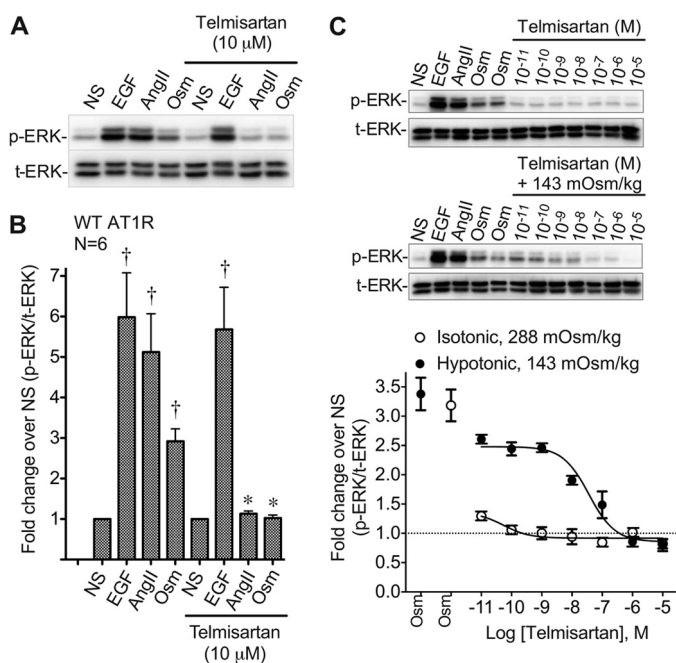 A
Telmisartan
(10 µM)
NS EGF AngII Osm NS EGF AngII Osm
p-ERK-
t-ERK-
B
WT AT1R
N=6
Fold change over NS (p-ERK/t-ERK)
7
6
5
4
3
2
1
† † † † * *
NS EGF AngII Osm NS EGF AngII Osm
Telmisartan
(10 µM)
C
Telmisartan (M)
NS EGF AngII Osm Osm 10-11 10-10 10-9 10-8 10-7 10-6 10-5
p-ERK-
t-ERK-
Telmisartan (M)
+ 143 mOsm/kg
NS EGF AngII Osm Osm 10-11 10-10 10-9 10-8 10-7 10-6 10-5
p-ERK-
t-ERK-
Isotonic, 288 mOsm/kg
Hypotonic, 143 mOsm/kg
Fold change over NS
(p-ERK/t-ERK)
3.5
3.0
2.5
2.0
1.5
1.0
0.5
0.0
Osm Osm -11 -10 -9 -8 -7 -6 -5
Log [Telmisartan], M